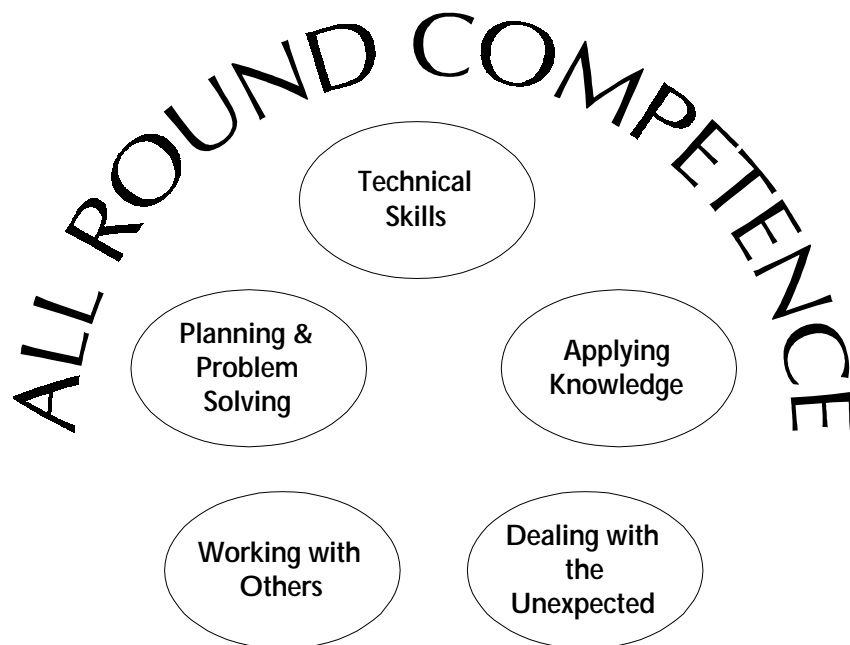 ALL ROUND COMPETENCE
Technical
Skills
Planning &
Problem
Solving
Applying
Knowledge
Working with
Others
Dealing with
the
Unexpected